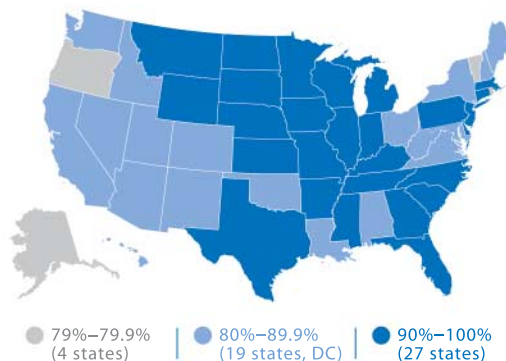 79%–79.9%
(4 states)
80%–89.9%
(19 states, DC)
90%–100%
(27 states)